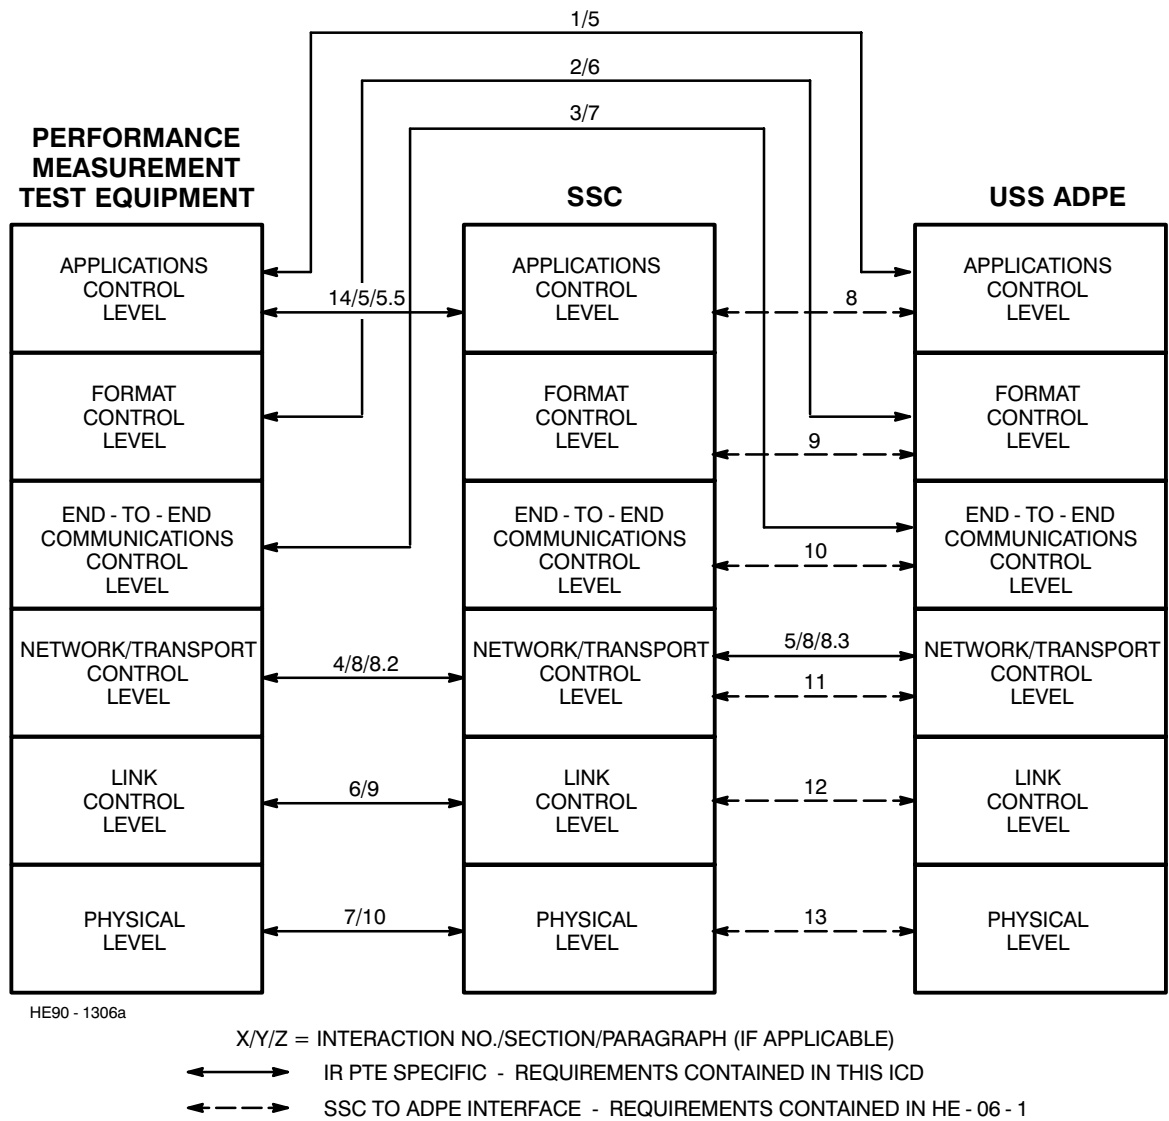 1/5
2/6
3/7
PERFORMANCE
MEASUREMENT
TEST EQUIPMENT
SSC
USS ADPE
APPLICATIONS
CONTROL
LEVEL
14/5/5.5
APPLICATIONS
CONTROL
LEVEL
8
APPLICATIONS
CONTROL
LEVEL
FORMAT
CONTROL
LEVEL
FORMAT
CONTROL
LEVEL
9
FORMAT
CONTROL
LEVEL
END - TO - END
COMMUNICATIONS
CONTROL
LEVEL
END - TO - END
COMMUNICATIONS
CONTROL
LEVEL
10
END - TO - END
COMMUNICATIONS
CONTROL
LEVEL
NETWORK/TRANSPORT
CONTROL
LEVEL
4/8/8.2
NETWORK/TRANSPORT
CONTROL
LEVEL
5/8/8.3
11
NETWORK/TRANSPORT
CONTROL
LEVEL
LINK
CONTROL
LEVEL
6/9
LINK
CONTROL
LEVEL
12
LINK
CONTROL
LEVEL
PHYSICAL
LEVEL
7/10
PHYSICAL
LEVEL
13
PHYSICAL
LEVEL
HE90 - 1306a
X/Y/Z = INTERACTION NO./SECTION/PARAGRAPH (IF APPLICABLE)
IR PTE SPECIFIC - REQUIREMENTS CONTAINED IN THIS ICD
SSC TO ADPE INTERFACE - REQUIREMENTS CONTAINED IN HE - 06 - 1